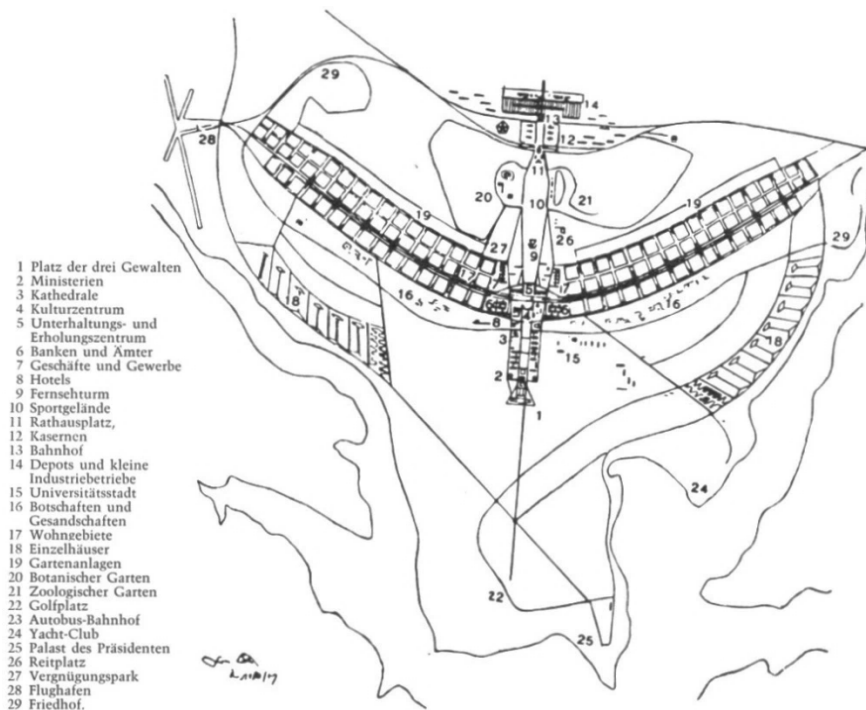 1 Platz der drei Gewalten
2 Ministerien
3 Kathedrale
4 Kulturzentrum
5 Unterhaltungs- und
Erholungszentrum
6 Banken und Ämter
7 Geschäfte und Gewerbe
8 Hotels
9 Fernsehturm
10 Sportgelände
11 Rathausplatz,
12 Kasernen
13 Bahnhof
14 Depots und kleine
Industriebetriebe
15 Universitätsstadt
16 Botschaften und
Gesandschaften
17 Wohngebiete
18 Einzelhäuser
19 Gartenanlagen
20 Botanischer Garten
21 Zoologischer Garten
22 Golfplatz
23 Autobus-Bahnhof
24 Yacht-Club
25 Palast des Präsidenten
26 Reitplatz
27 Vergnügungspark
28 Flughafen
29 Friedhof.
29
14
13
12
28
11
20
10
21
19
19
27
26
9
29
17
17
5
16
16
18
6
6
8
3
18
15
2
1
24
22
25